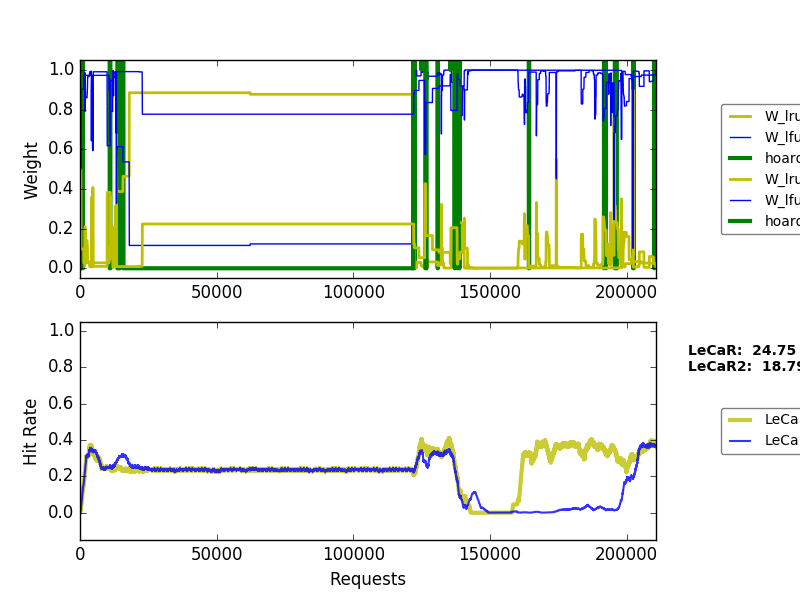 1.0
0.8
0.6
0.4
0.2
0.0
Weight
0
50000
100000
150000
200000
W_lru
W_lfu
hoard
W_lru
W_lfu
hoard
1.0
0.8
0.6
0.4
0.2
0.0
Hit Rate
0
50000
100000
150000
200000
Requests
LeCaR: 24.75
LeCaR2: 18.79
LeCa
LeCa